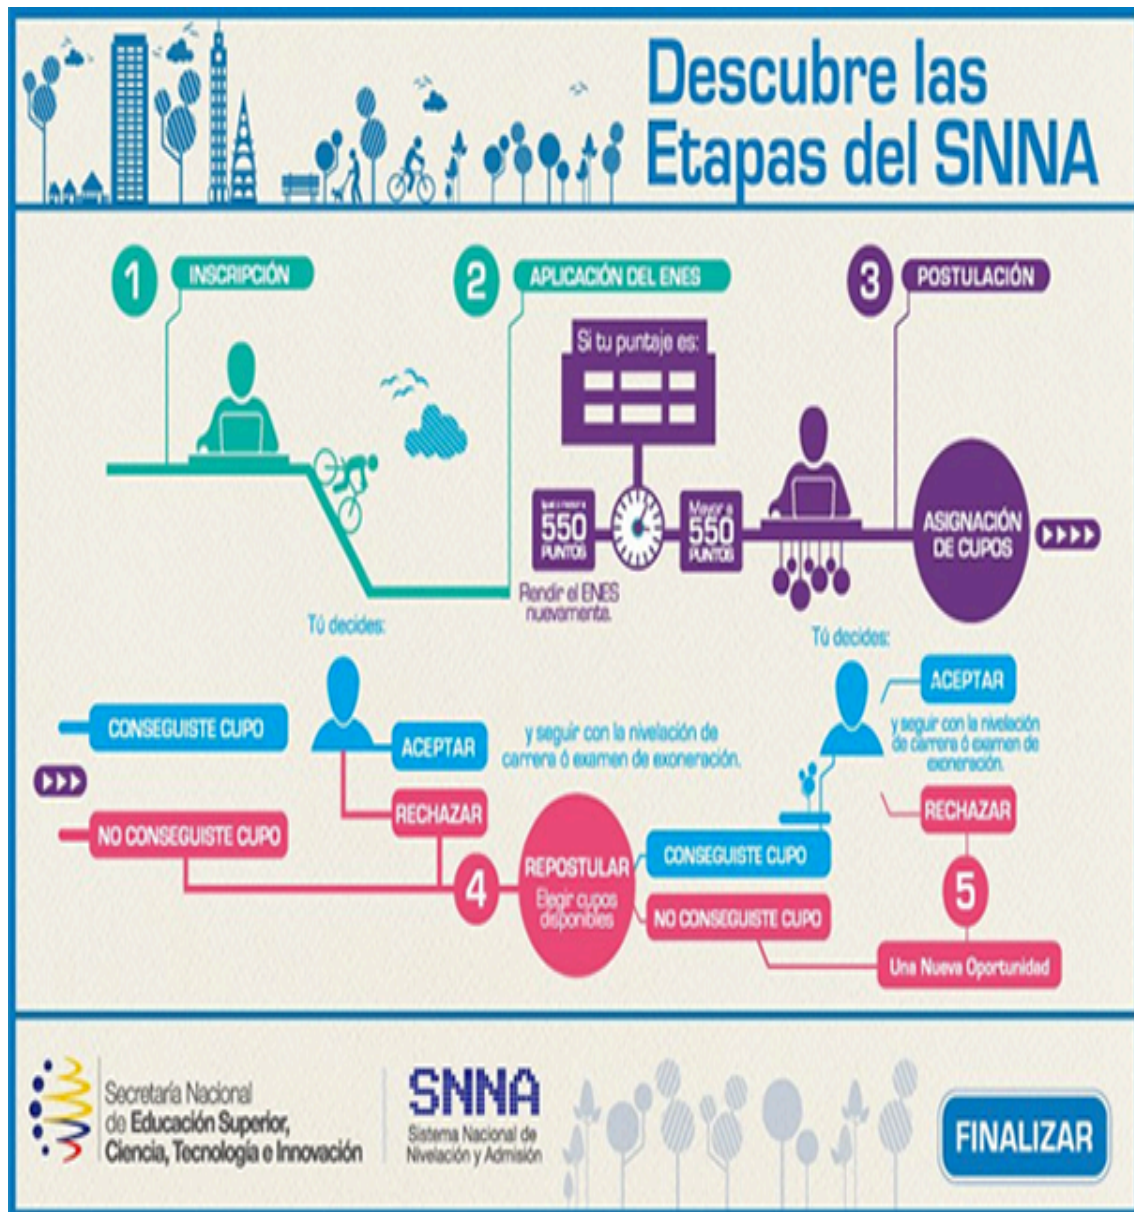 Descubre las
Etapas del SNNA
1
INSCRIPCIÓN
2
APLICACIÓN DEL ENES
3
POSTULACIÓN
Si tu puntaje es:
550
PUNTOS
Mayor a
550
PUNTOS
Rendir el ENES
nuevamente.
ASIGNACIÓN
DE CUPOS
Tú decides:
CONSEGUISTE CUPO
NO CONSEGUISTE CUPO
ACEPTAR
y seguir con la nivelación de
carrera ó examen de exoneración.
RECHAZAR
4
REPOSTULAR
Elegir cupos
disponibles
CONSEGUISTE CUPO
NO CONSEGUISTE CUPO
Tú decides:
ACEPTAR
y seguir con la nivelación
de carrera ó examen de
exoneración.
RECHAZAR
5
Una Nueva Oportunidad
Secretaría Nacional
de Educación Superior,
Ciencia, Tecnología e Innovación
SNNA
Sistema Nacional de
Nivelación y Admisión
FINALIZAR